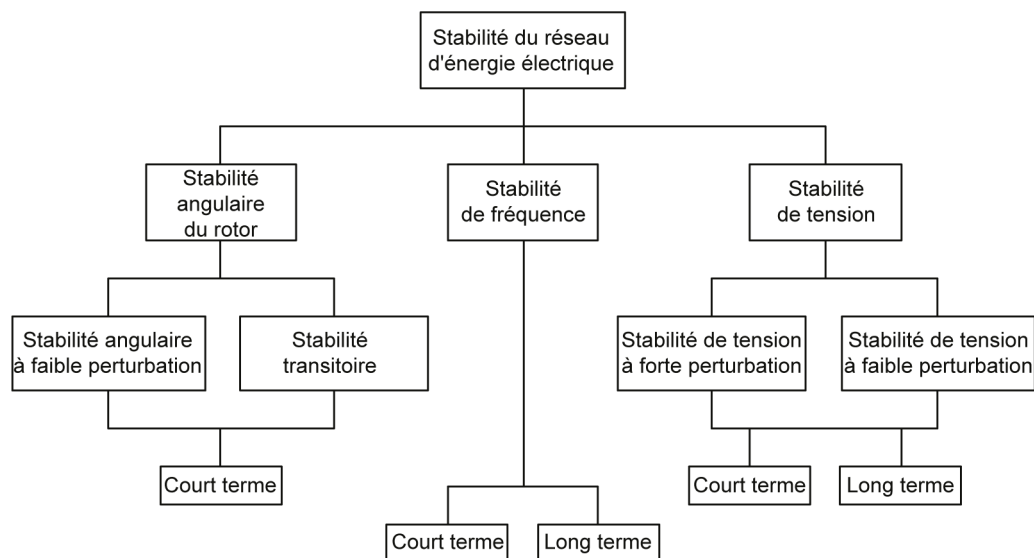 Stabilité du réseau
d'énergie électrique
Stabilité
angulaire
du rotor
Stabilité
de fréquence
Stabilité
de tension
Stabilité angulaire
à faible perturbation
Stabilité
transitoire
Stabilité de tension
à forte perturbation
Stabilité de tension
à faible perturbation
Court terme
Court terme
Long terme
Court terme
Long terme